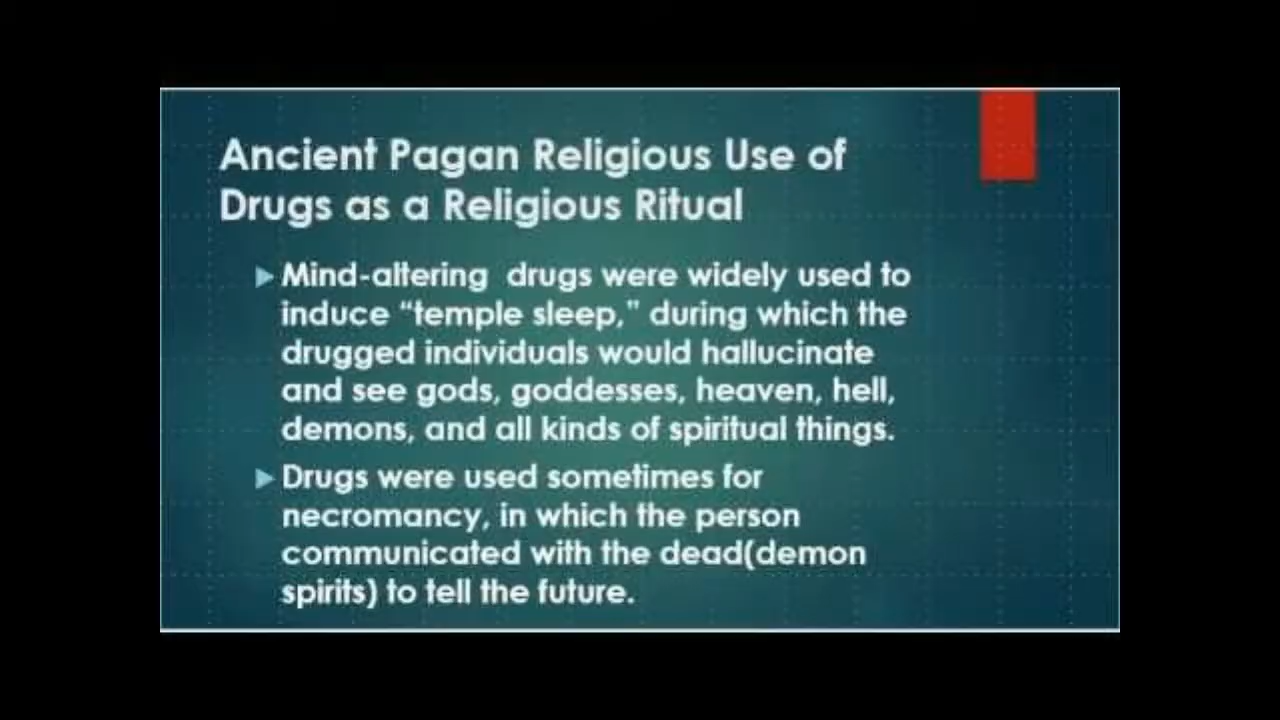 Ancient Pagan Religious Use of
Drugs as a Religious Ritual
Mind-altering drugs were widely used to
induce “temple sleep,” during which the
drugged individuals would hallucinate
and see gods, goddesses, heaven, hell,
demons, and all kinds of spiritual things.
Drugs were used sometimes for
necromancy, in which the person
communicated with the dead(demon
spirits) to tell the future.